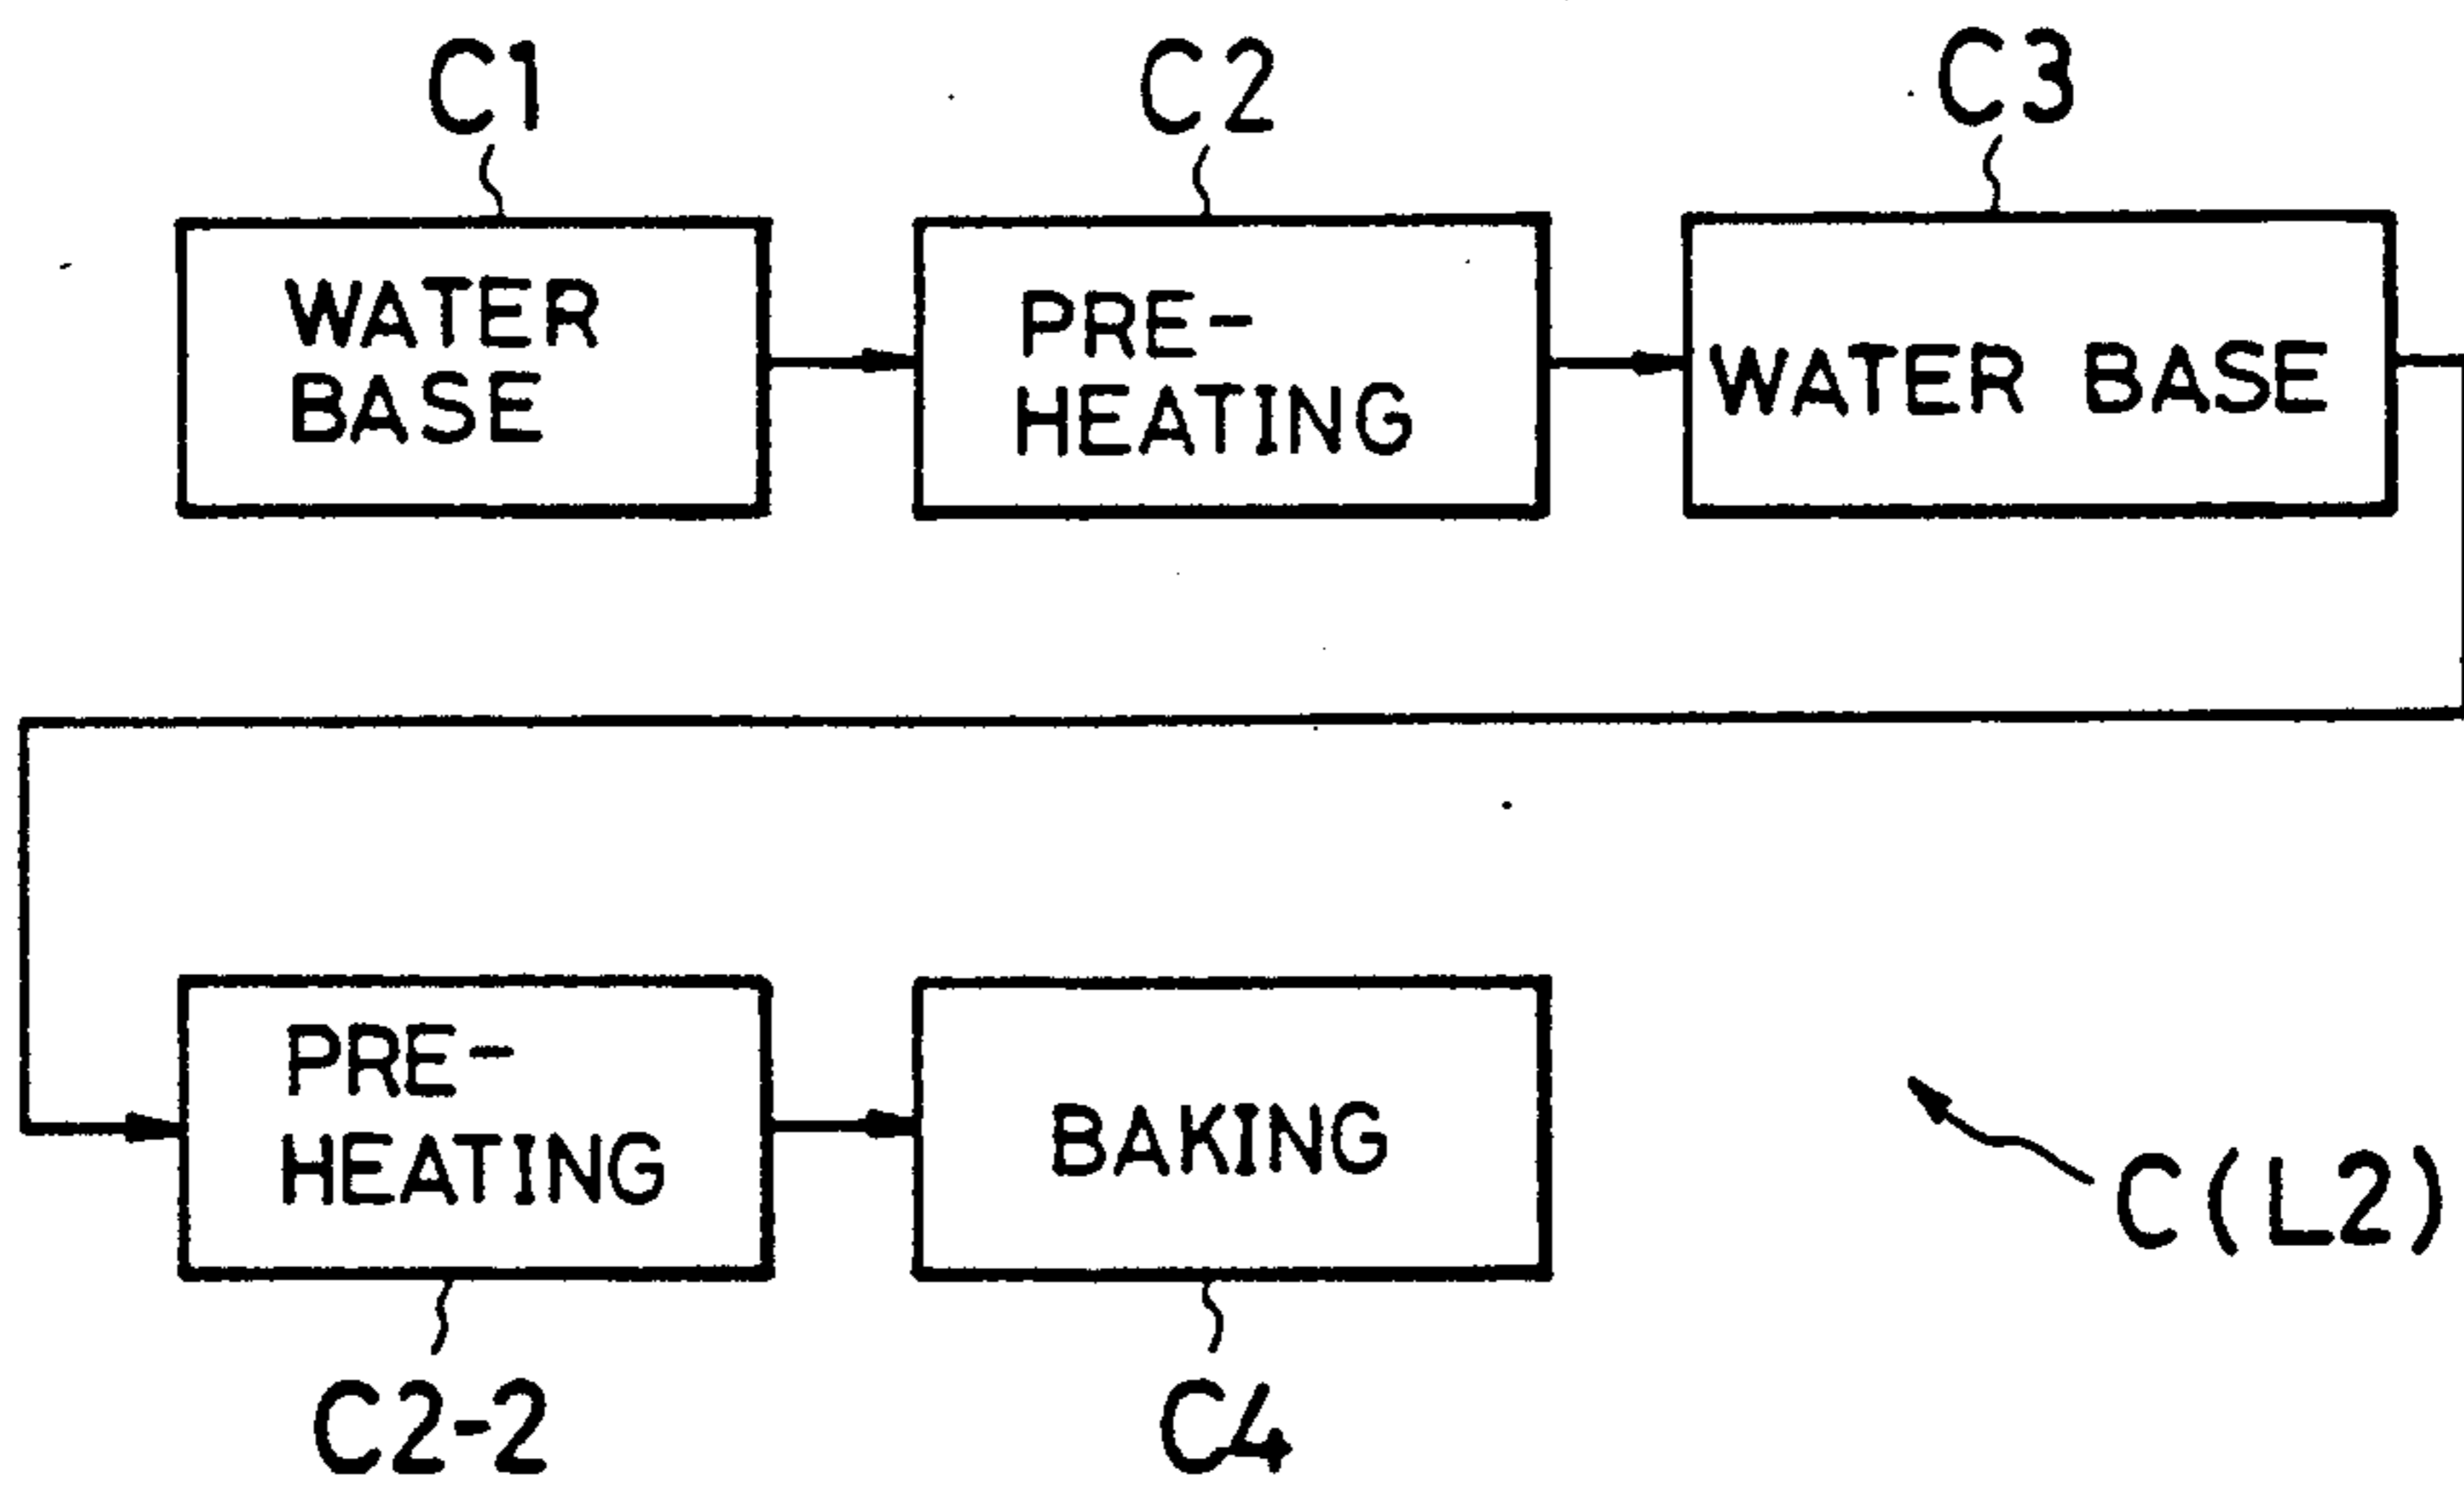 C1
C2
C3
WATER
BASE
PRE-
HEATING
WATER BASE
PRE-
HEATING
BAKING
C(L2)
C2-2
C4